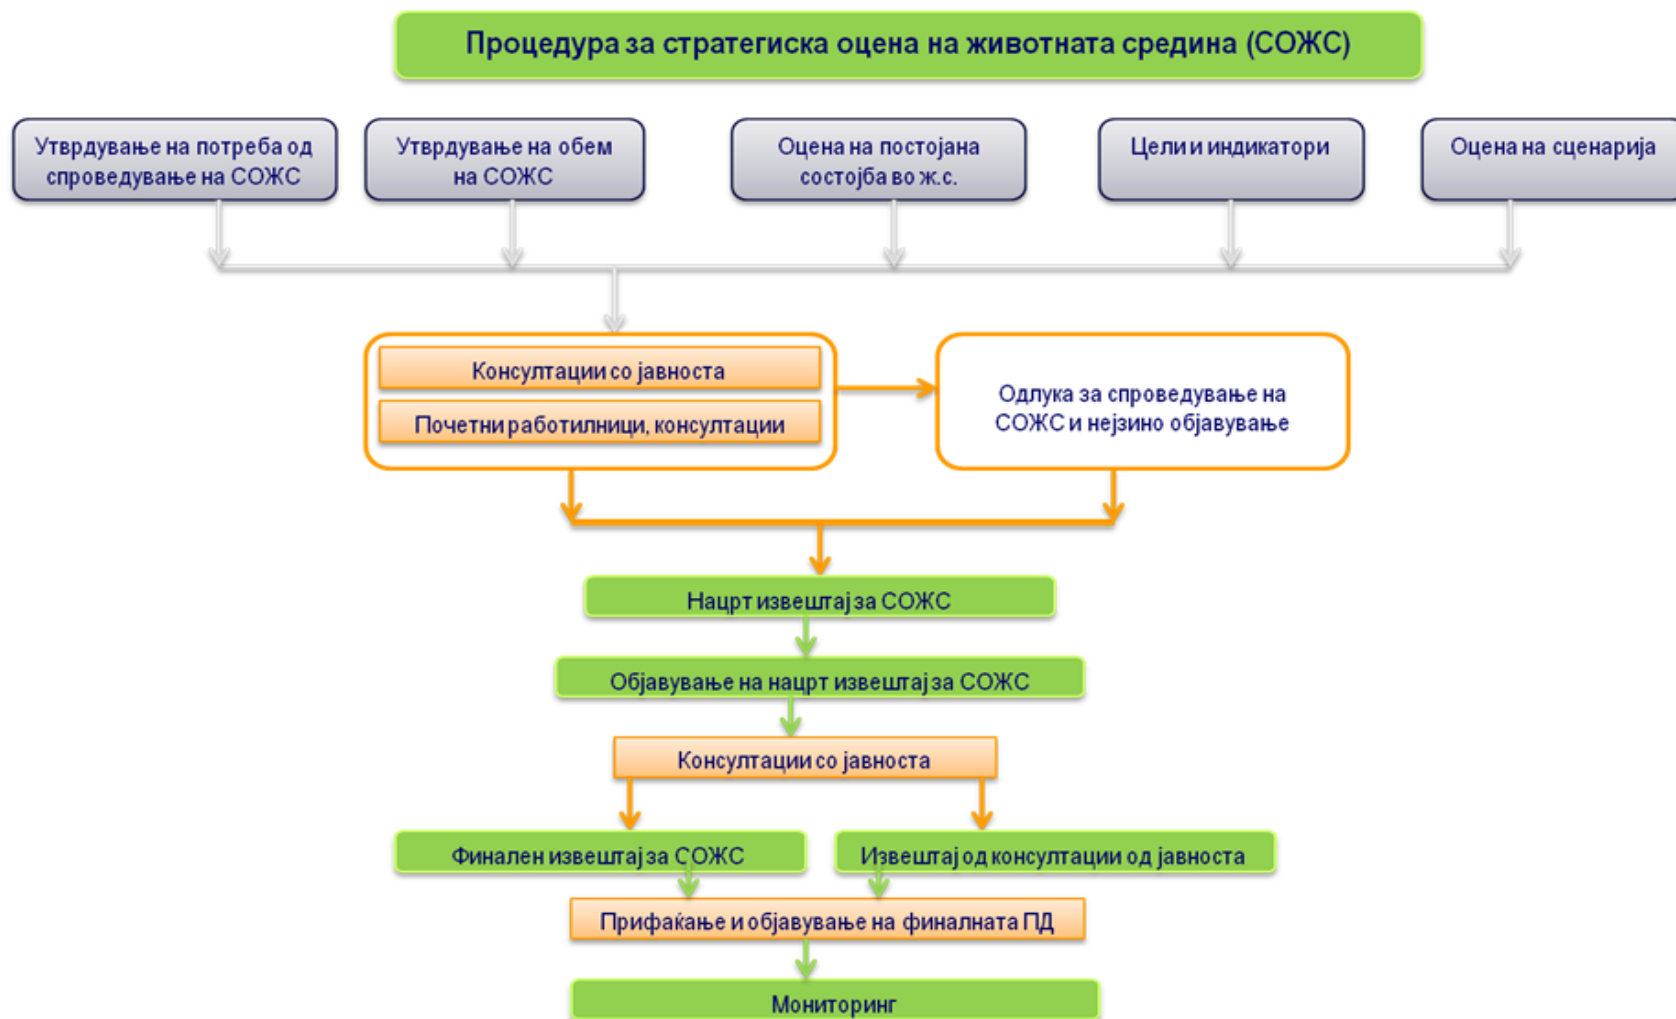 Процедура за стратегиска оцена на животната средина (СОЖС)
Утврдување на потреба од
спроведување на СОЖС
Утврдување на обем
на СОЖС
Оцена на постојана
состојба во ж.с.
Цели и индикатори
Оцена на сценарија
Консултации со јавноста
Почетни работилници, консултации
Одлука за спроведување на
СОЖС и нејзино објавување
Нацрт извештај за СОЖС
Објавување на нацрт извештај за СОЖС
Консултации со јавноста
Финален извештај за СОЖС
Извештај од консултации од јавноста
Прифаќање и објавување на финалната ПД
Мониторинг